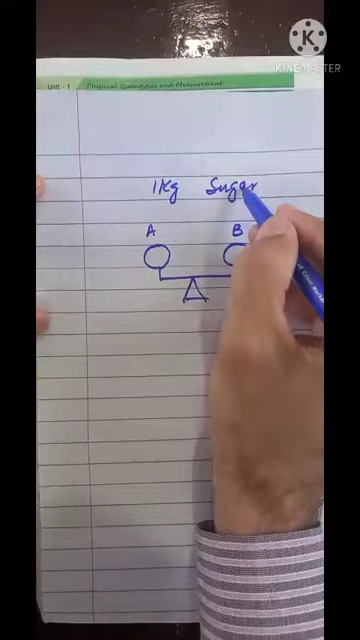 KINEMASTER
Unit - 1 Physical Quantities and Measurement
1Kg Sugar
A B